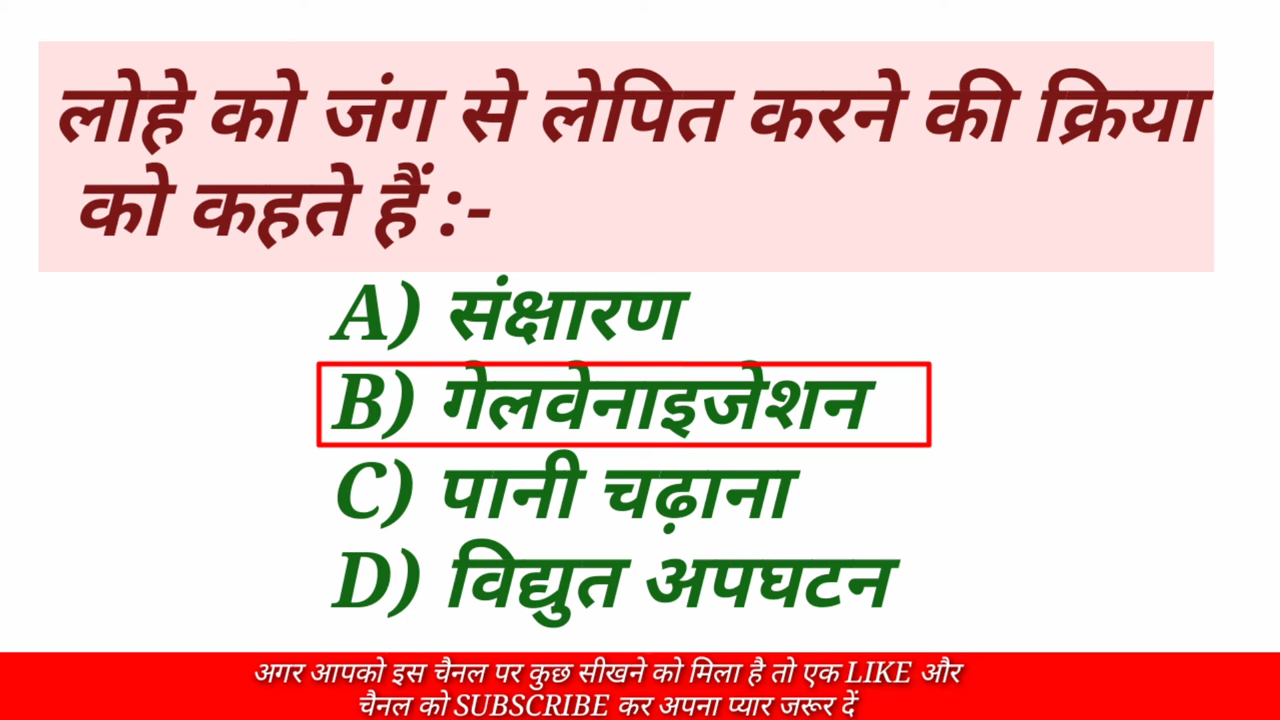 लोहे को जंग से लेपित करने की क्रिया
को कहते हैं :-
A) संक्षारण
B) गेलवेनाइजेशन
C) पानी चढ़ाना
D) विद्युत अपघटन
अगर आपको इस चैनल पर कुछ सीखने को मिला है तो एक LIKE और
चैनल को SUBSCRIBE कर अपना प्यार जरूर दें